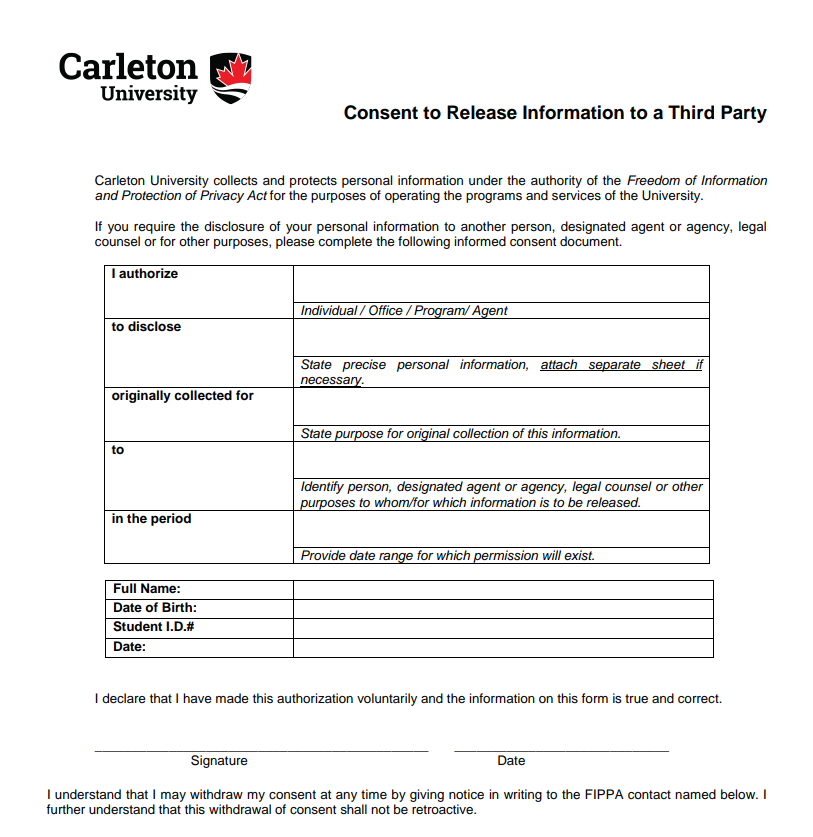 Carleton
University
Consent to Release Information to a Third Party
Carleton University collects and protects personal information under the authority of the Freedom of Information
and Protection of Privacy Act for the purposes of operating the programs and services of the University.
If you require the disclosure of your personal information to another person, designated agent or agency, legal
counsel or for other purposes, please complete the following informed consent document.
I authorize
Individual / Office / Program/ Agent
to disclose
State precise personal information, attach separate sheet if
necessary.
originally collected for
State purpose for original collection of this information.
to
Identify person, designated agent or agency, legal counsel or other
purposes to whom/for which information is to be released.
in the period
Provide date range for which permission will exist.
Full Name:
Date of Birth:
Student I.D.#
Date:
I declare that I have made this authorization voluntarily and the information on this form is true and correct.
Signature Date
I understand that I may withdraw my consent at any time by giving notice in writing to the FIPPA contact named below. I
further understand that this withdrawal of consent shall not be retroactive.